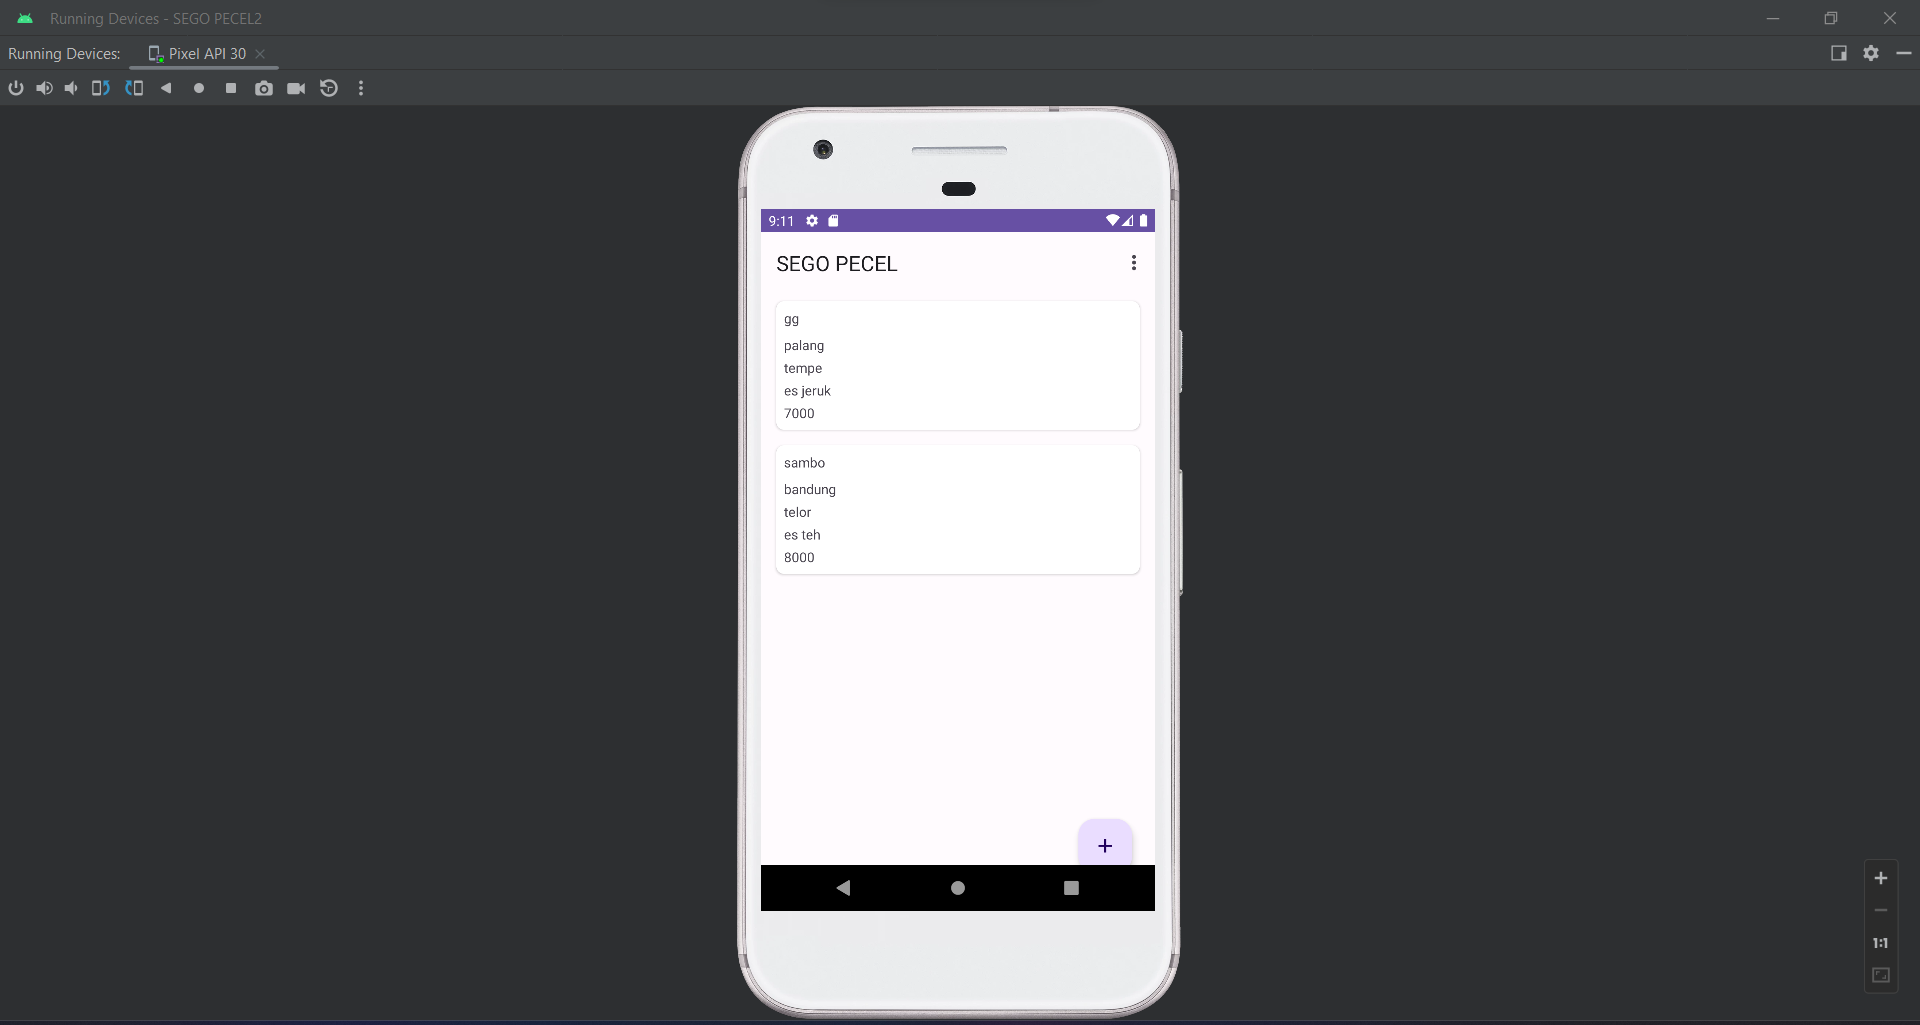 Running Devices - SEGO PECEL2
Running Devices: Pixel API 30
9:11
SEGO PECEL
gg
palang
tempe
es jeruk
7000
sambo
bandung
telor
es teh
8000
1:1